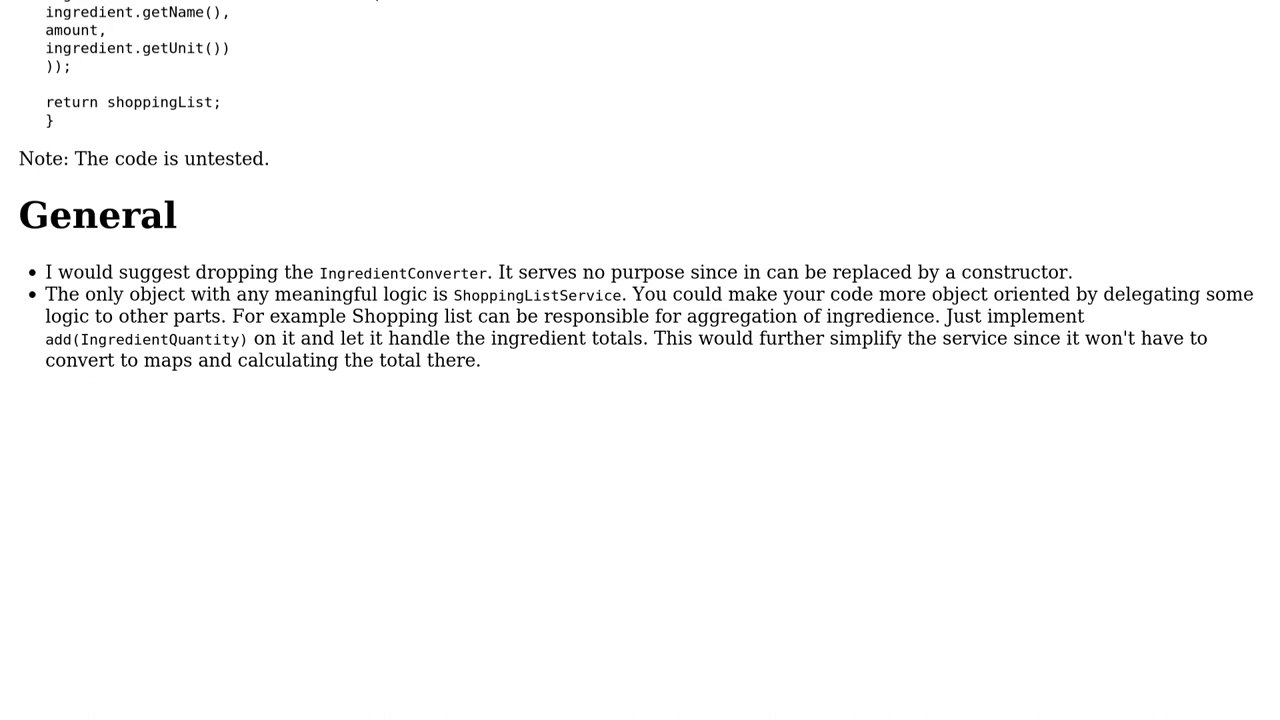 ingredient.getName(),
amount,
ingredient.getUnit())
));
return shoppingList;
}
Note: The code is untested.
General
• I would suggest dropping the IngredientConverter. It serves no purpose since in can be replaced by a constructor.
• The only object with any meaningful logic is ShoppingListService. You could make your code more object oriented by delegating some
logic to other parts. For example Shopping list can be responsible for aggregation of ingredience. Just implement
add(IngredientQuantity) on it and let it handle the ingredient totals. This would further simplify the service since it won't have to
convert to maps and calculating the total there.